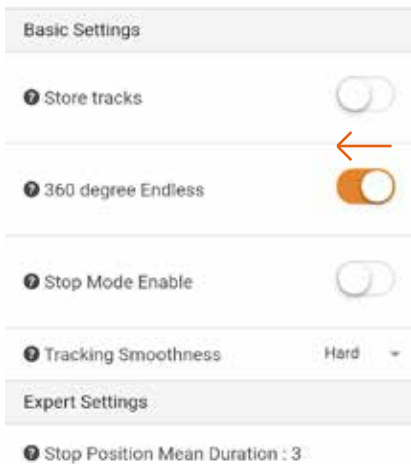 Basic Settings
Store tracks
360 degree Endless
Stop Mode Enable
Tracking Smoothness Hard
Expert Settings
Stop Position Mean Duration : 3